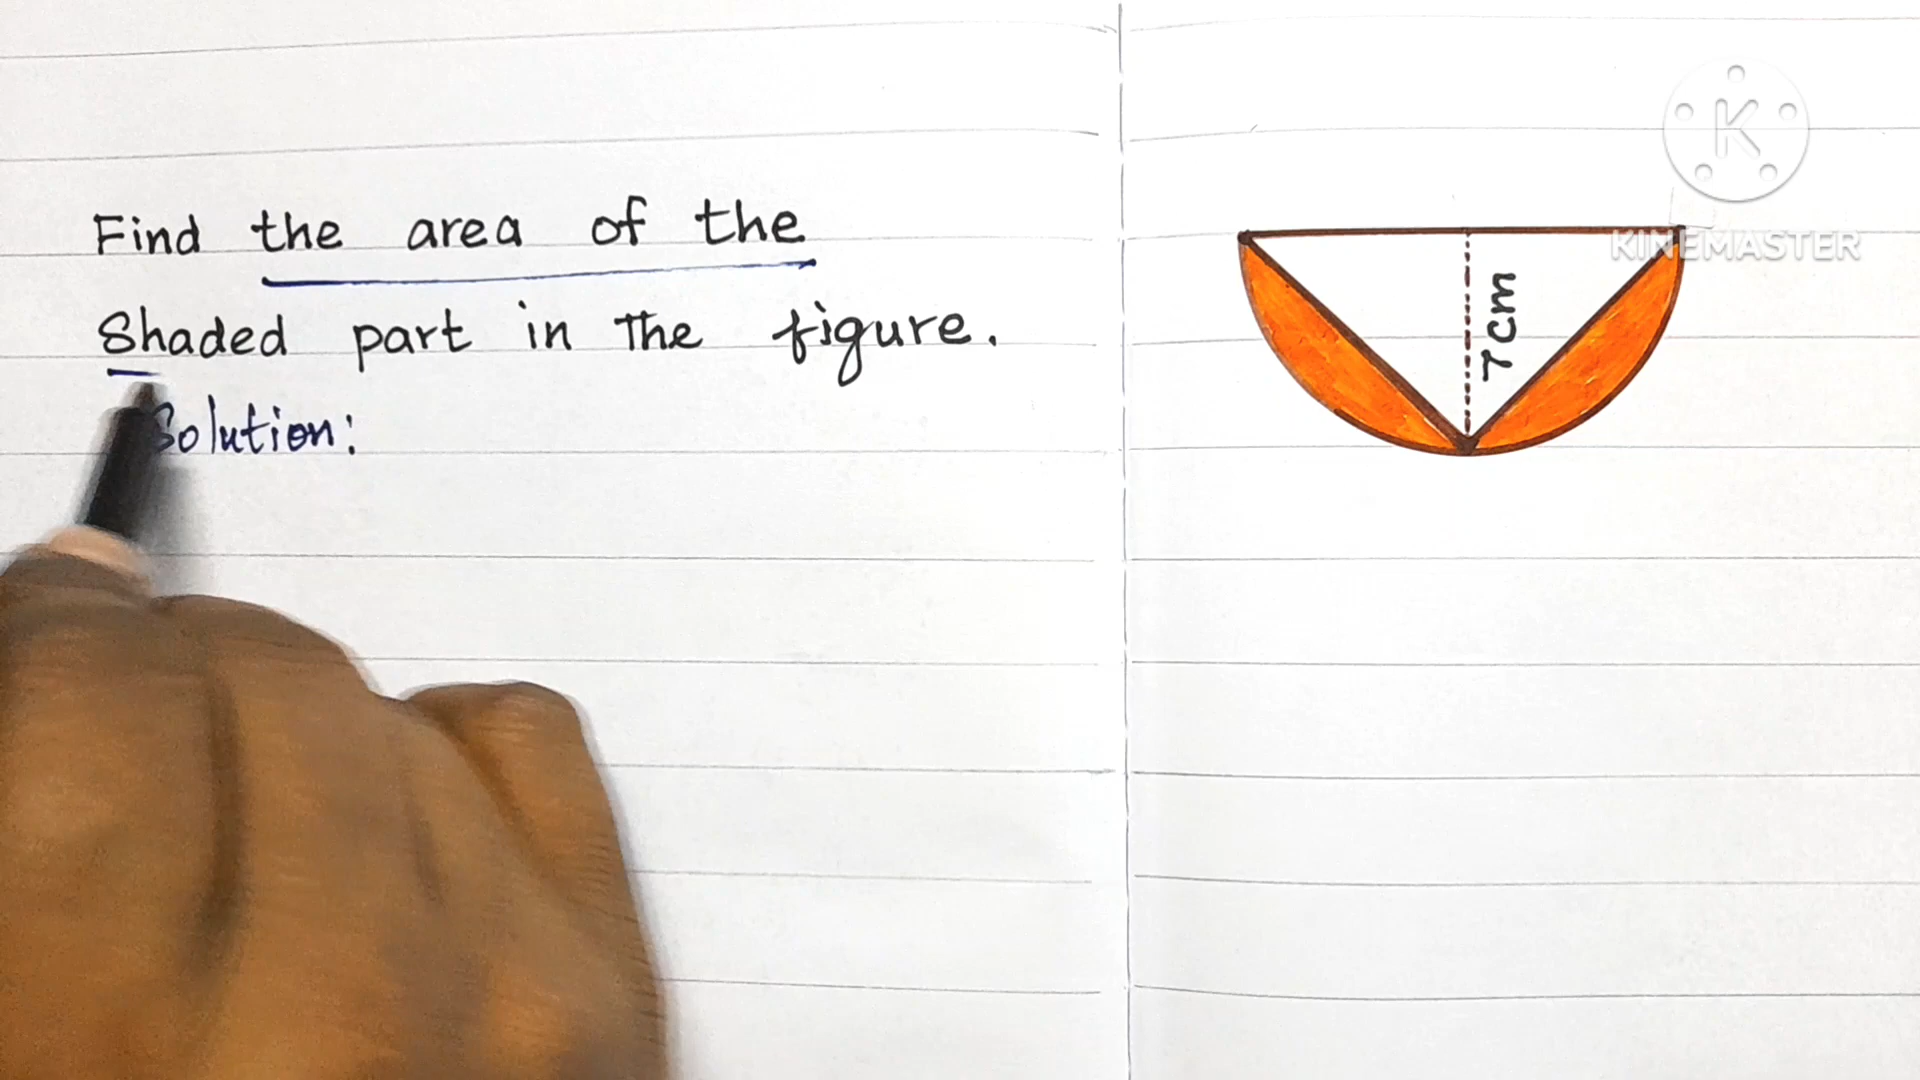 Find the area of the
Shaded part in the figure.
Solution:
7cm
K
KINEMASTER